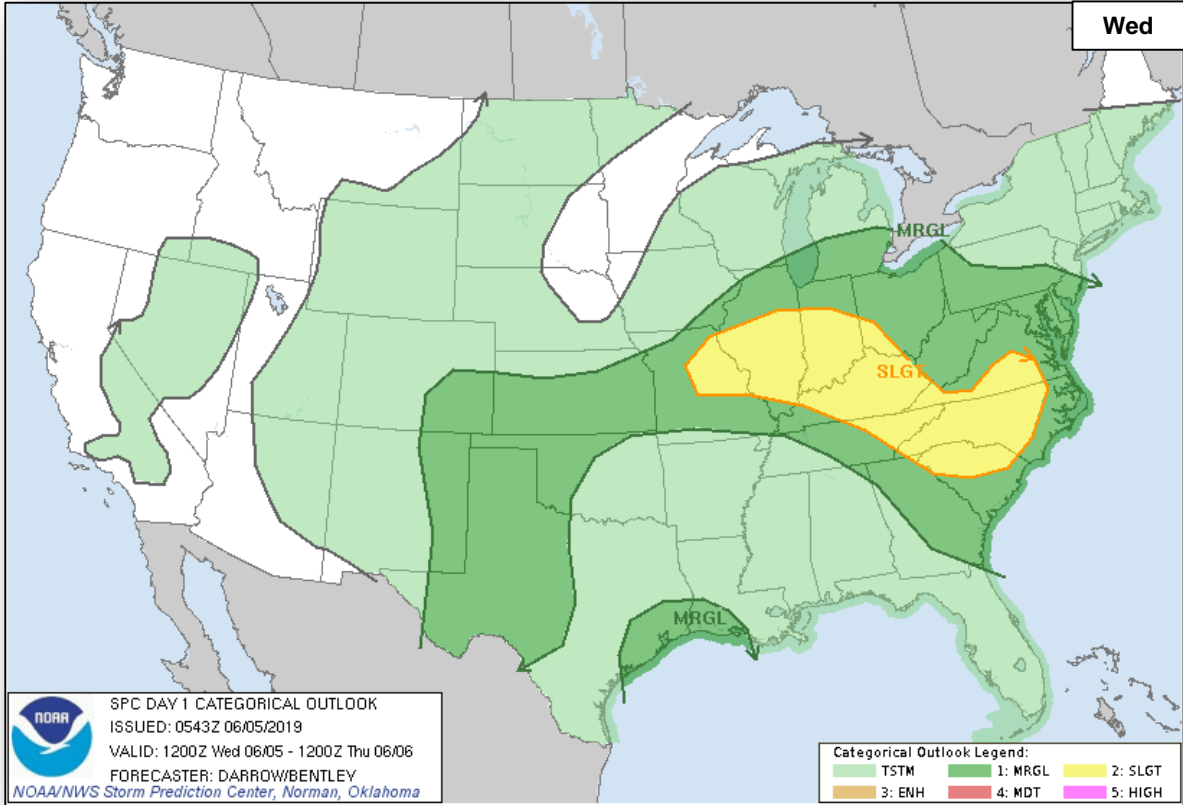 Wed
MRGL
SLGT
MRGL
NOAA
SPC DAY 1 CATEGORICAL OUTLOOK
ISSUED: 0543Z 06/05/2019
VALID: 1200Z Wed 06/05 - 1200Z Thu 06/06
FORECASTER: DARROW/BENTLEY
NOAA/NWS Storm Prediction Center, Norman, Oklahoma
Categorical Outlook Legend:
TSTM 1: MRGL 2: SLGT
3: ENH 4: MDT 5: HIGH